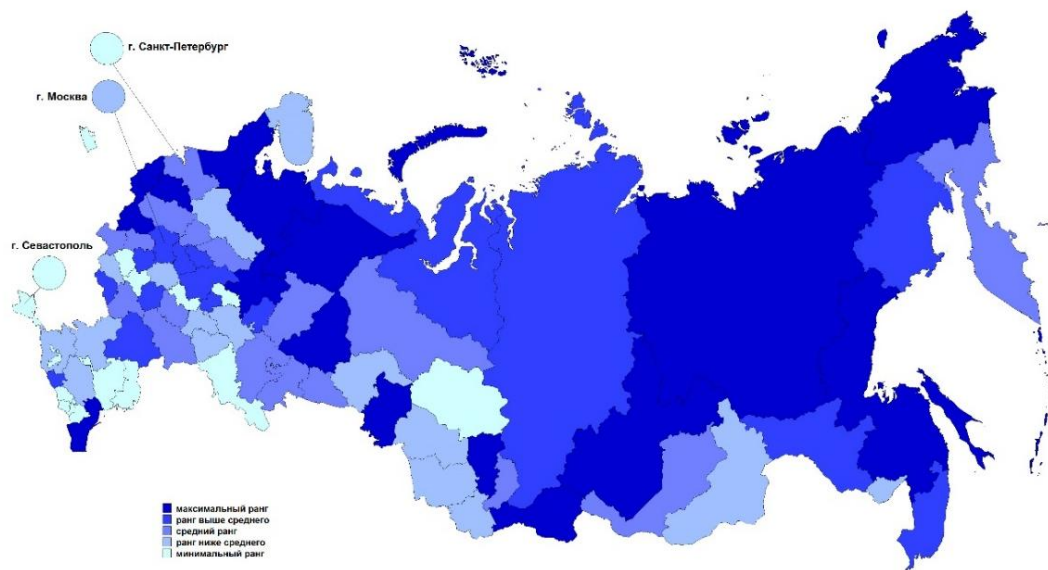 г. Санкт-Петербург
г. Москва
г. Севастополь
максимальный ранг
ранг выше среднего
средний ранг
ранг ниже среднего
минимальный ранг